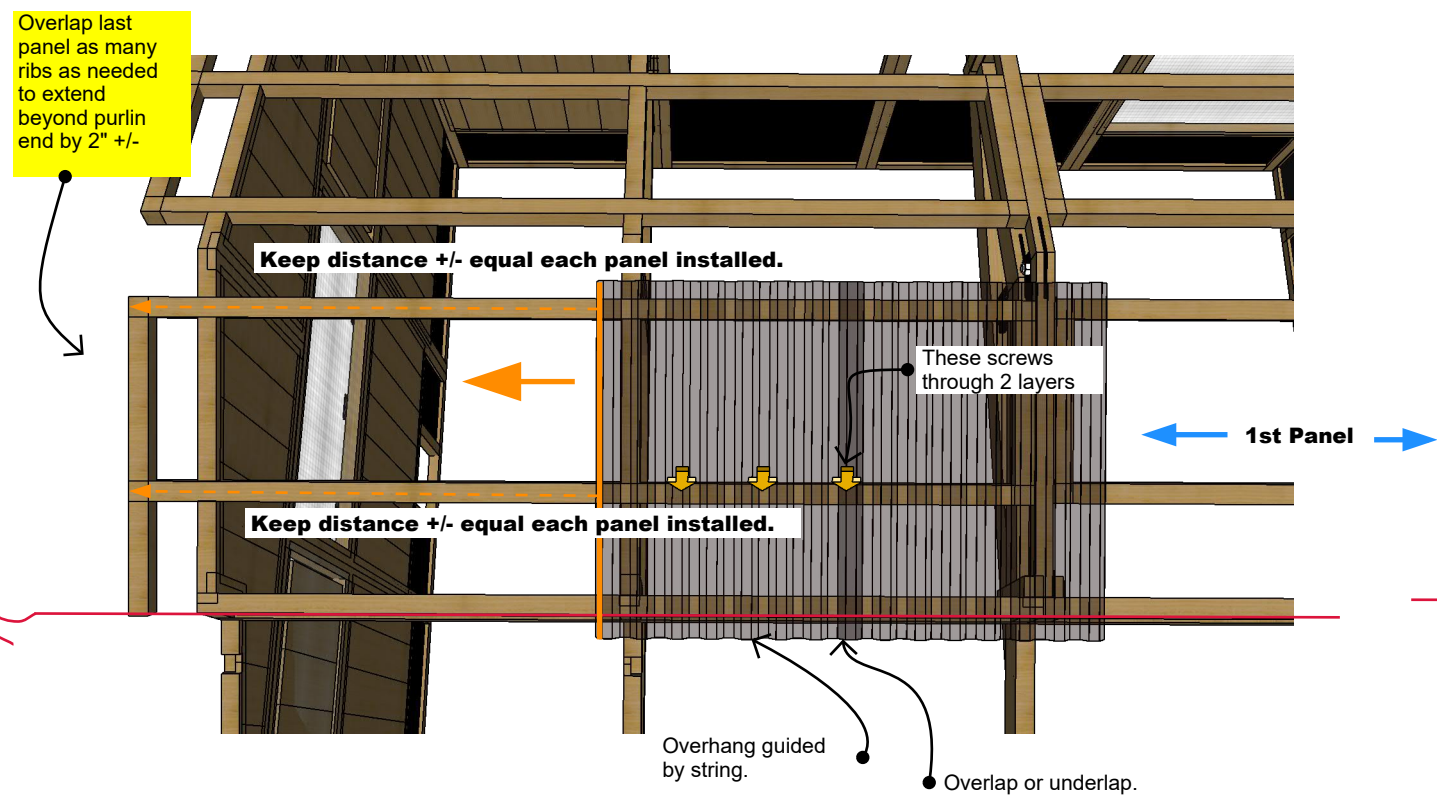 Overlap last
panel as many
ribs as needed
to extend
beyond purlin
end by 2" +/-
Keep distance +/- equal each panel installed.
These screws
through 2 layers
1st Panel
Keep distance +/- equal each panel installed.
Overhang guided
by string.
Overlap or underlap.